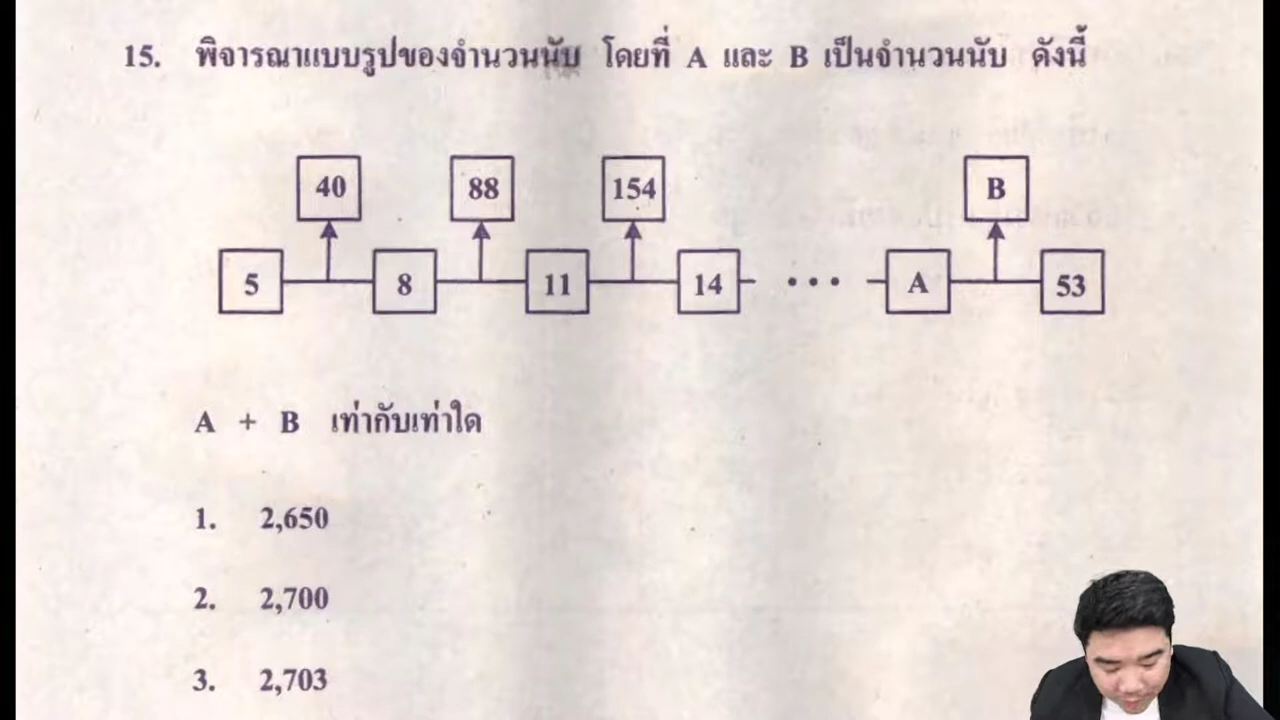 15. พิจารณาแบบรูปของจำนวนนับ โดยที่ A และ B เป็นจำนวนนับ ดังนี้
40 88 154 B
5 8 11 14 ... A 53
A + B เท่ากับเท่าใด
1. 2,650
2. 2,700
3. 2,703